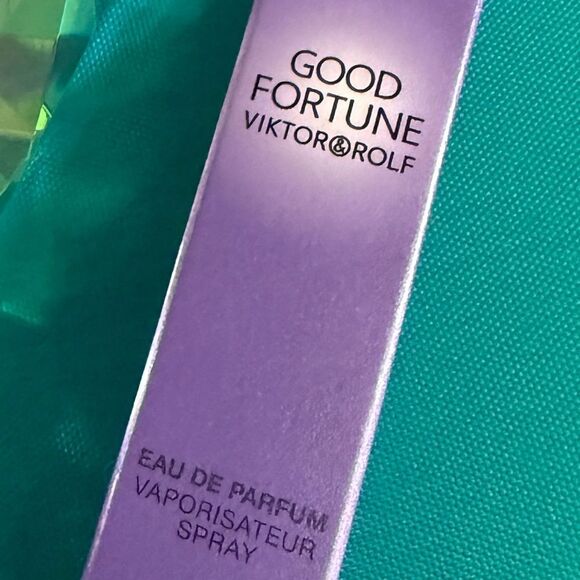 GOOD
FORTUNE
VIKTOR&ROLF
EAU DE PARFUM
VAPORISATEUR
SPRAY